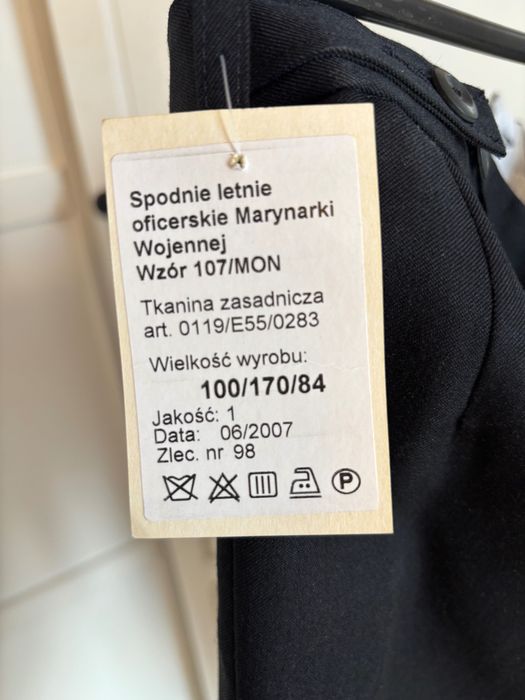 Spodnie letnie
oficerskie Marynarki
Wojennej
Wzór 107/MON
Tkanina zasadnicza
art. 0119/E55/0283
Wielkość wyrobu:
100/170/84
Jakość: 1
Data: 06/2007
Zlec. nr 98
P